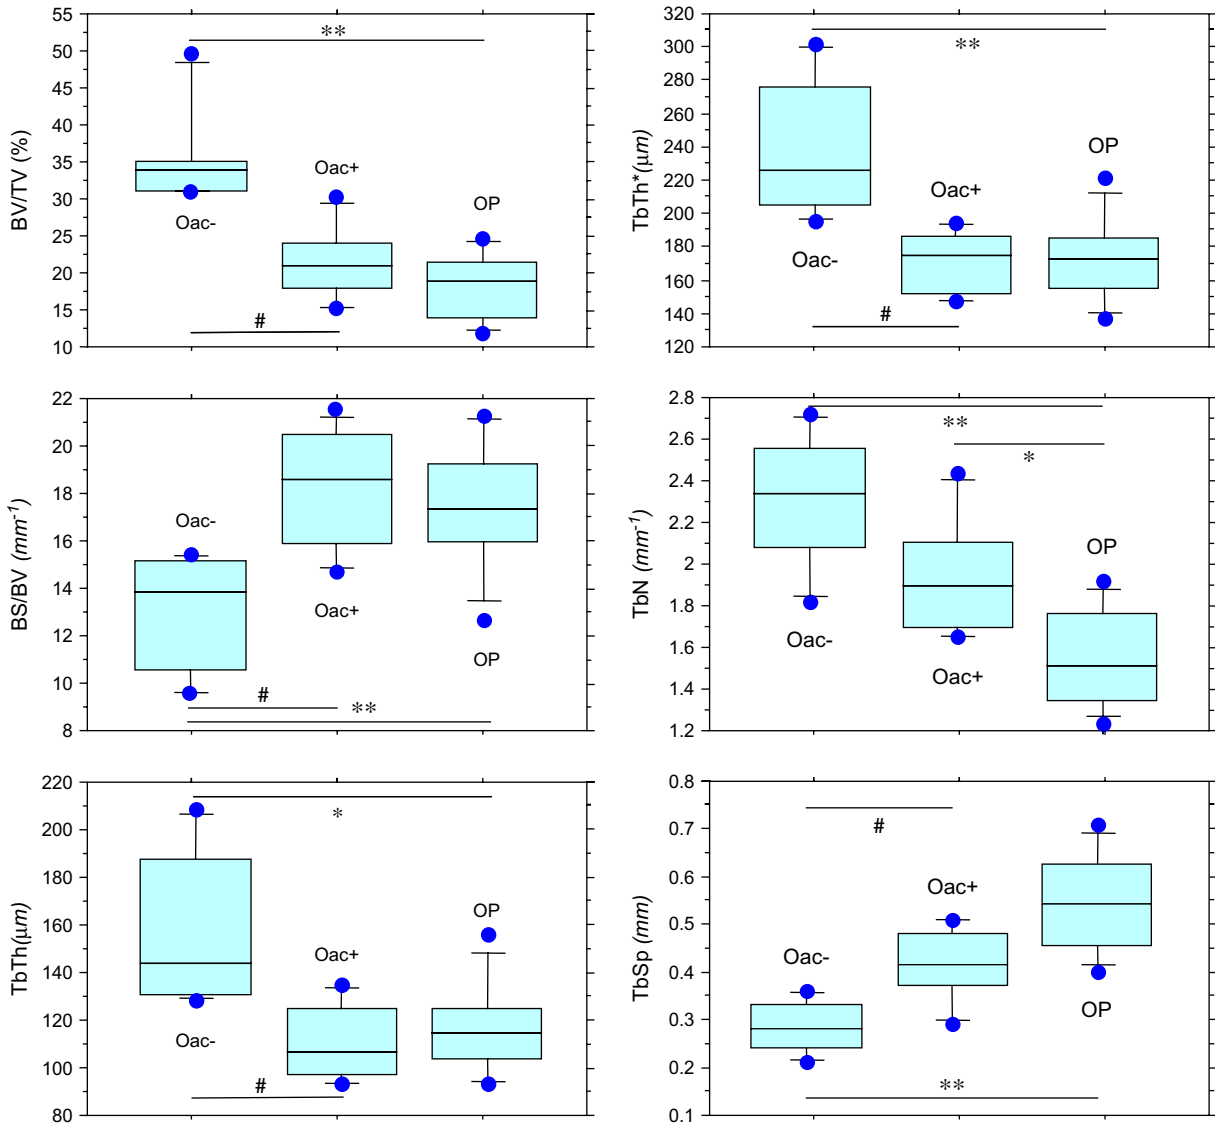 BV/TV (%)
55
50
45
40
35
30
25
20
15
10
**
Oac-
Oac+
OP
#
TbTh*(μm)
320
300
280
260
240
220
200
180
160
140
120
**
Oac-
Oac+
OP
#
BS/BV (mm-1)
22
20
18
16
14
12
10
8
Oac-
Oac+
OP
#
**
TbN (mm-1)
2.8
2.6
2.4
2.2
2
1.8
1.6
1.4
1.2
**
*
Oac-
Oac+
OP
TbTh(μm)
220
200
180
160
140
120
100
80
*
Oac-
Oac+
OP
#
TbSp (mm)
0.8
0.7
0.6
0.5
0.4
0.3
0.2
0.1
#
Oac-
Oac+
OP
**